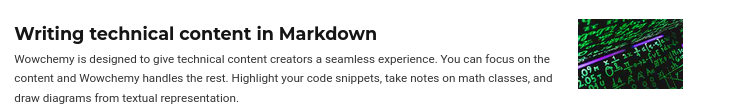 Writing technical content in Markdown
Wowchemy is designed to give technical content creators a seamless experience. You can focus on the
content and Wowchemy handles the rest. Highlight your code snippets, take notes on math classes, and
draw diagrams from textual representation.